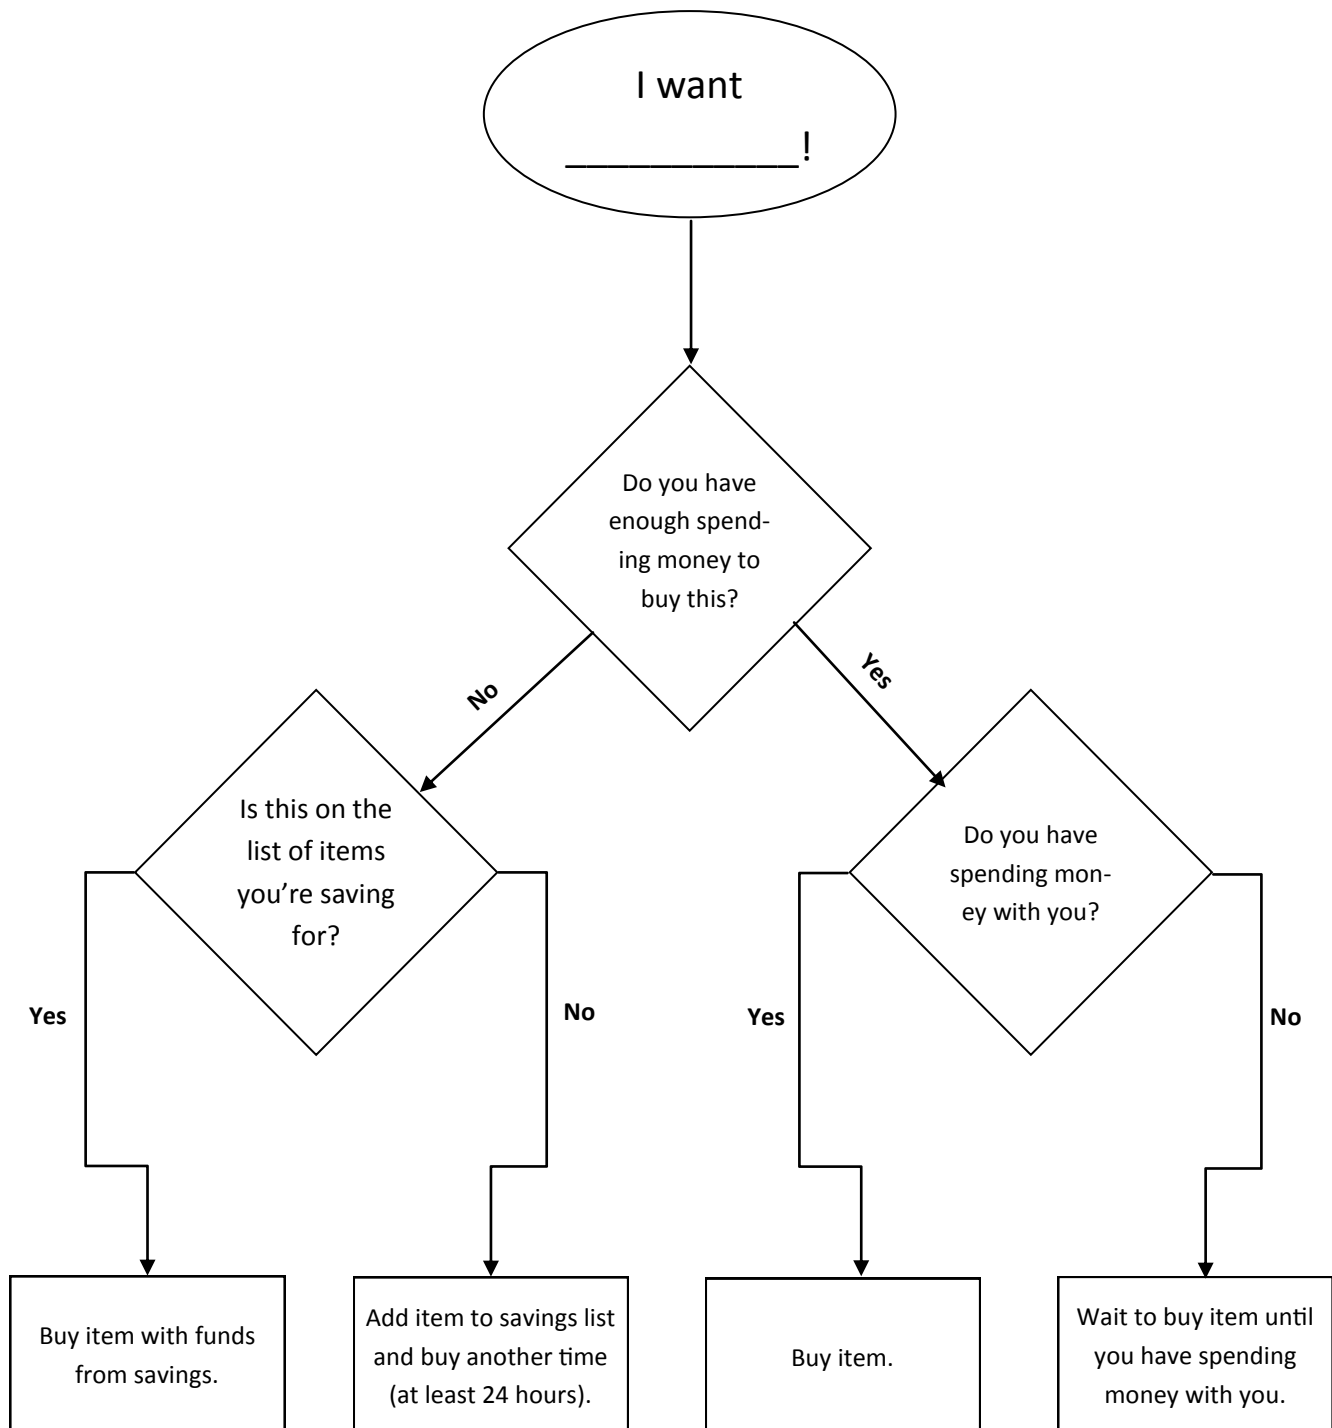 I want
___________!
Do you have
enough spend-
ing money to
buy this?
No
Yes
Is this on the
list of items
you’re saving
for?
Do you have
spending mon-
ey with you?
Yes
No
Yes
No
Buy item with funds
from savings.
Add item to savings list
and buy another time
(at least 24 hours).
Buy item.
Wait to buy item until
you have spending
money with you.